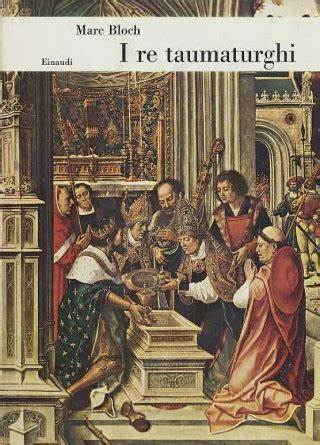 Marc Bloch
Einaudi
I re taumaturghi